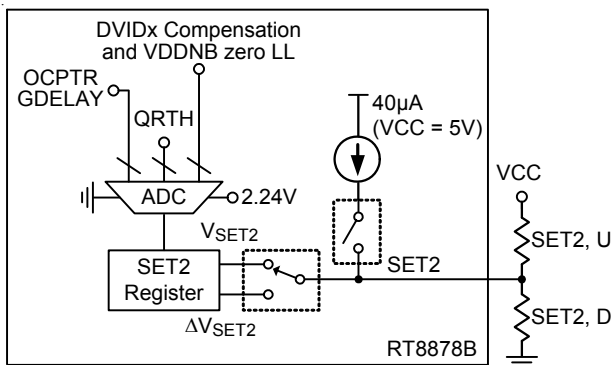 DVIDx Compensation
and VDDNB zero LL
OCPTR
GDELAY
QRTH
40µA
(VCC = 5V)
VCC
ADC
2.24V
VSET2
SET2
SET2, U
SET2
Register
SET2, D
ΔVSET2
RT8878B